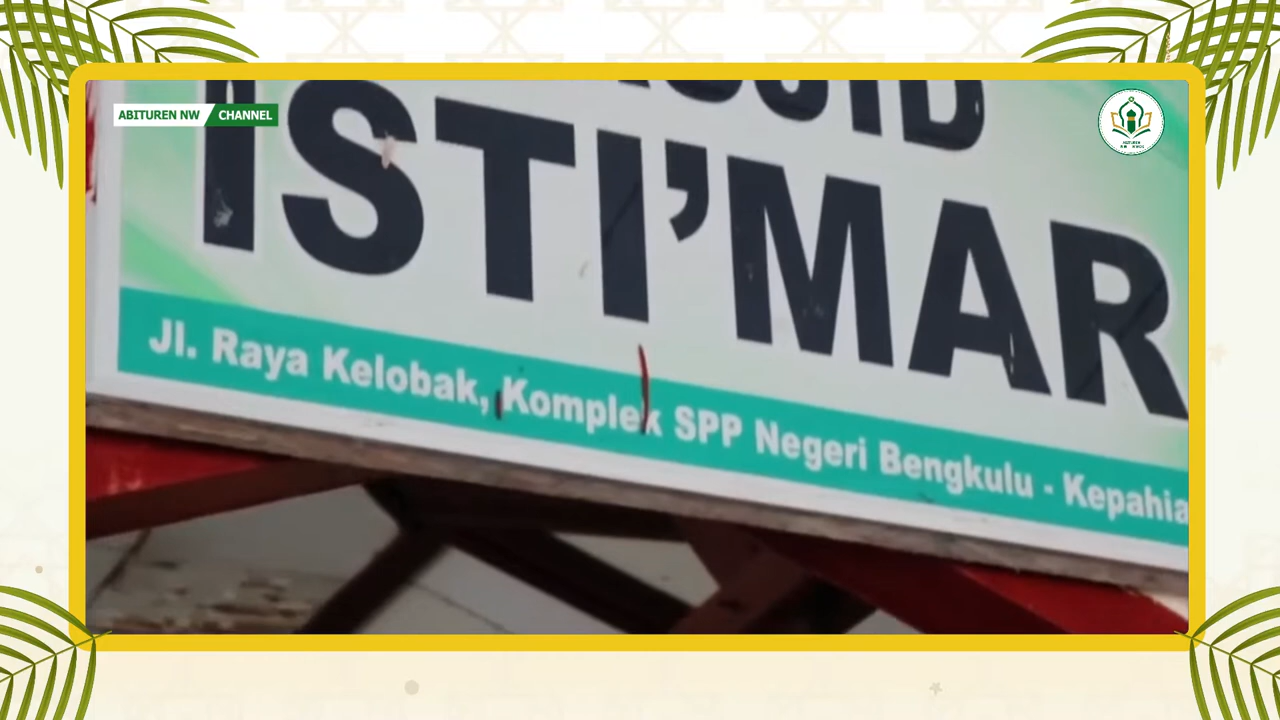 ABITUREN NW CHANNEL
ISTI'MAR
Jl. Raya Kelobak, Komplek SPP Negeri Bengkulu - Kepahia